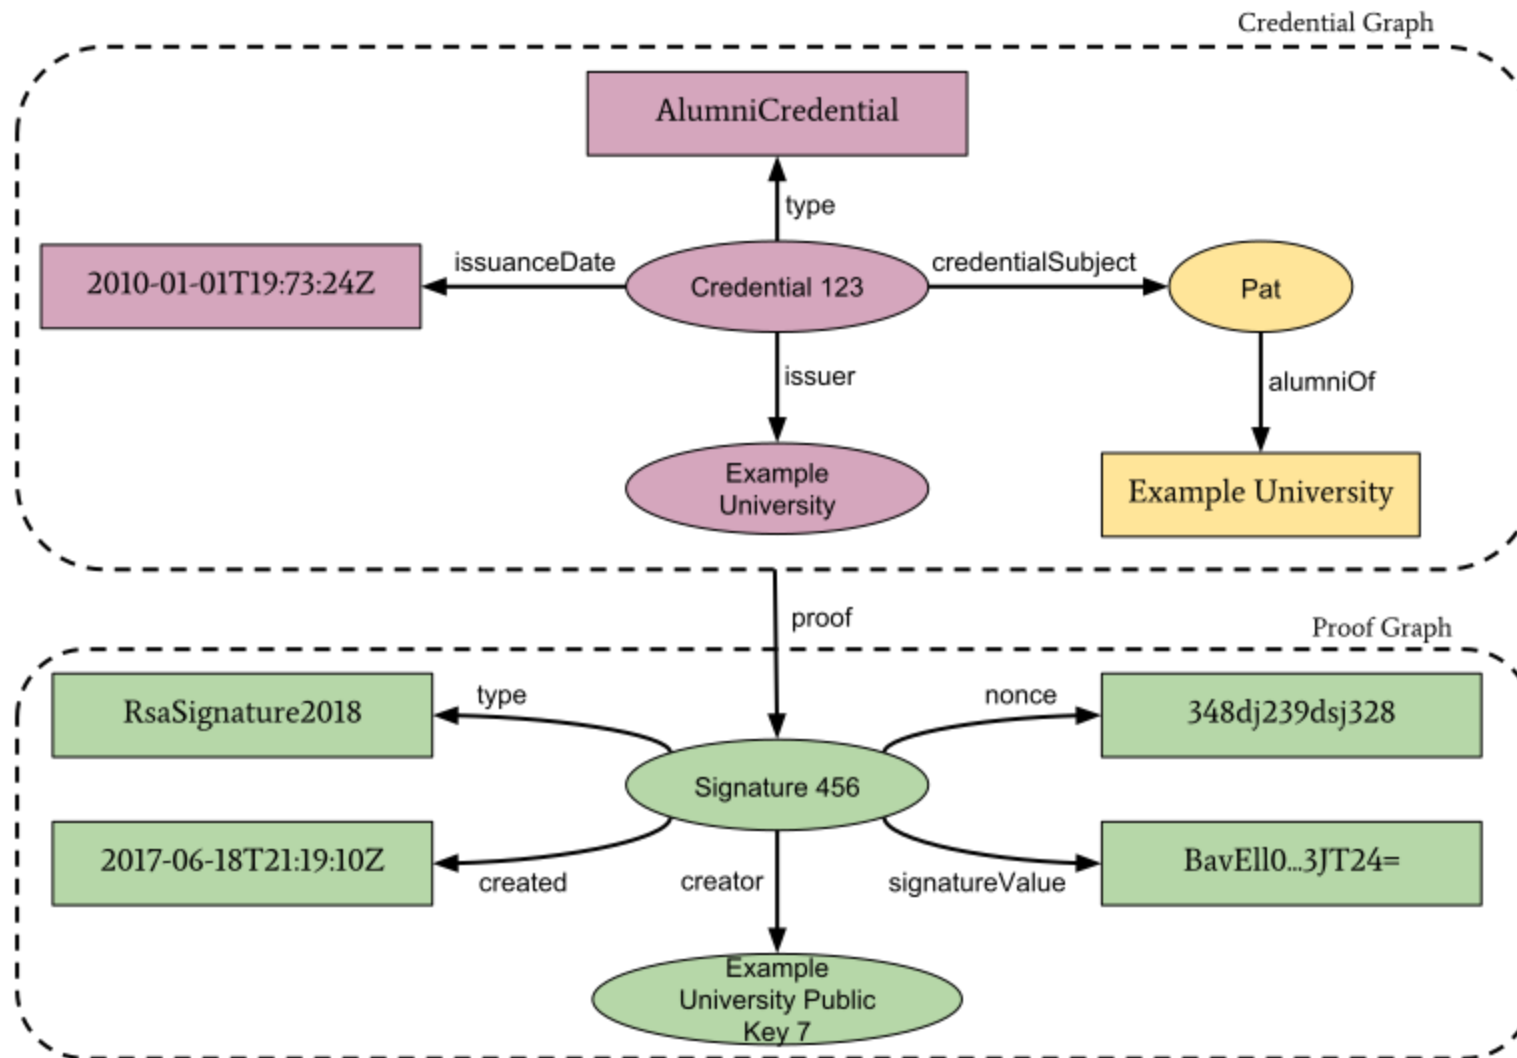 Credential Graph
AlumniCredential
type
issuanceDate
credentialSubject
2010-01-01T19:73:24Z
Credential 123
Pat
issuer
alumniOf
Example
University
Example University
proof
Proof Graph
type
nonce
RsaSignature2018
348dj239dsj328
Signature 456
2017-06-18T21:19:10Z
BavEll0...3JT24=
created
creator
signatureValue
Example
University Public
Key 7